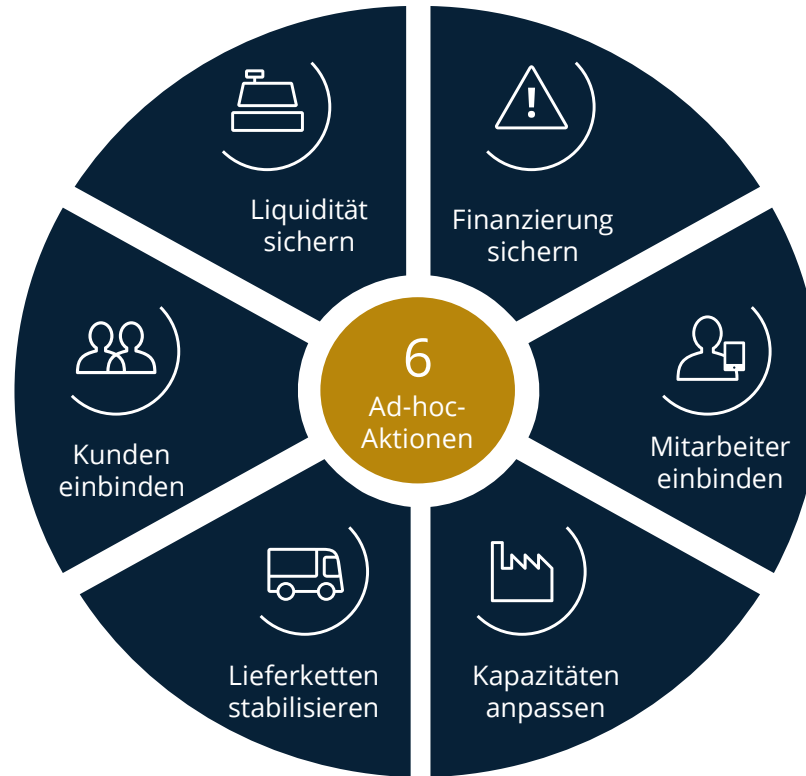 Liquidität
sichern
Finanzierung
sichern
Kunden
einbinden
6
Ad-hoc-
Aktionen
Mitarbeiter
einbinden
Lieferketten
stabilisieren
Kapazitäten
anpassen